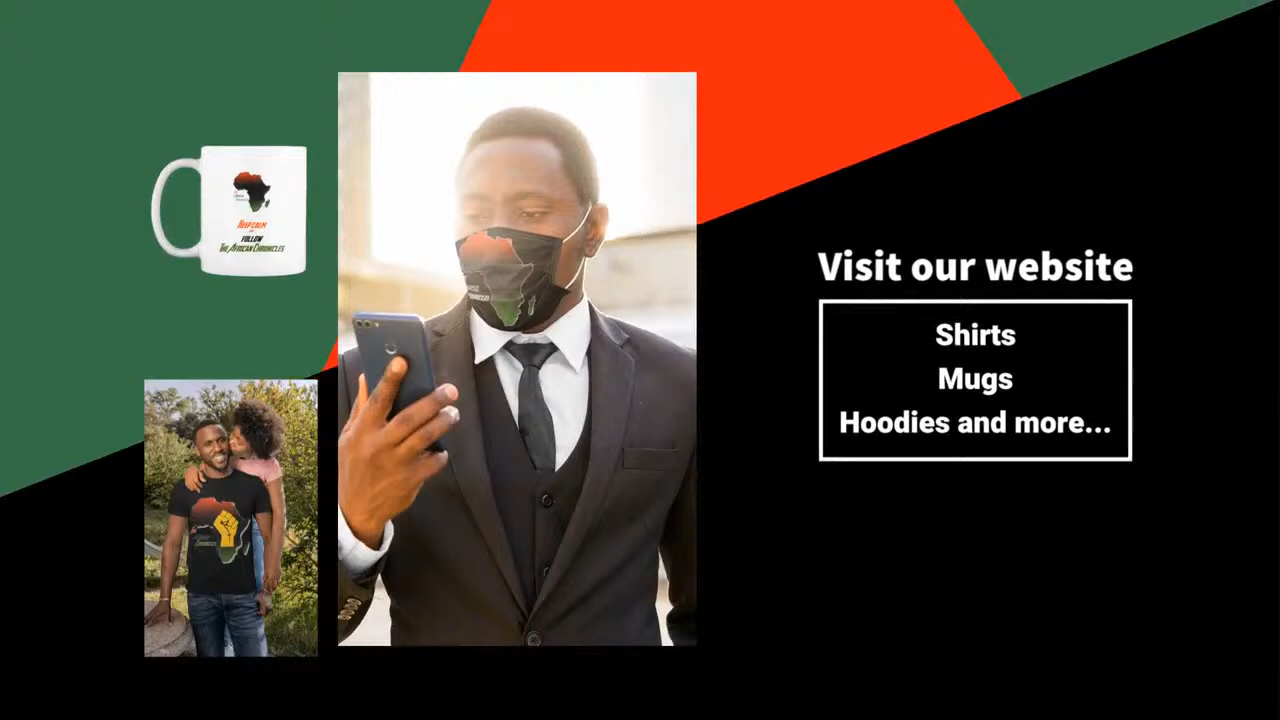 KEEP CALM
FOLLOW
THE AFRICAN CHRONICLES
Visit our website
Shirts
Mugs
Hoodies and more...